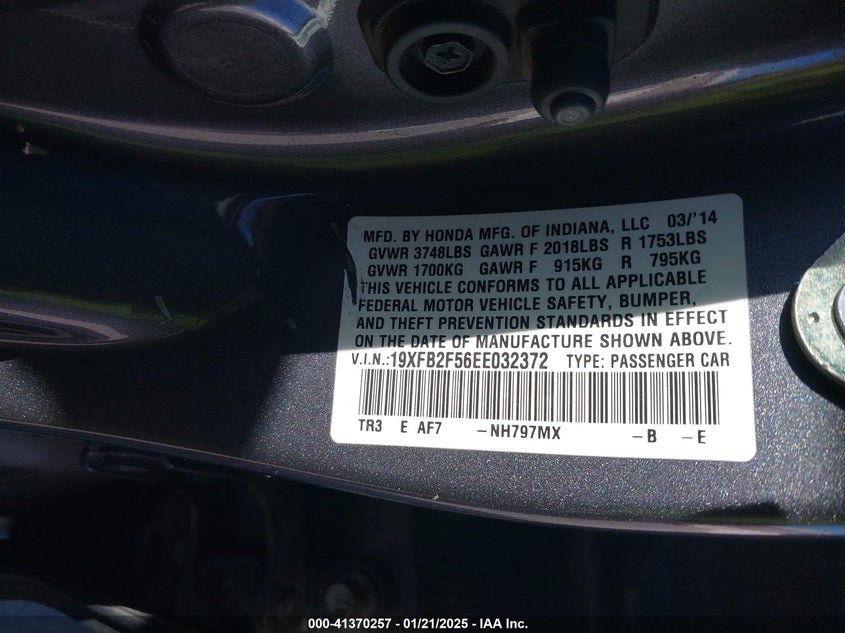 MFD. BY HONDA MFG. OF INDIANA, LLC 03/'14
GVWR 3748LBS GAWR F 2018LBS R 1753LBS
GVWR 1700KG GAWR F 915KG R 795KG
THIS VEHICLE CONFORMS TO ALL APPLICABLE
FEDERAL MOTOR VEHICLE SAFETY, BUMPER,
AND THEFT PREVENTION STANDARDS IN EFFECT
ON THE DATE OF MANUFACTURE SHOWN ABOVE.
V.I.N.:19XFB2F56EE032372 TYPE: PASSENGER CAR
TR3 E AF7 -NH797MX -B -E
000-41370257 - 01/21/2025 - IAA Inc.